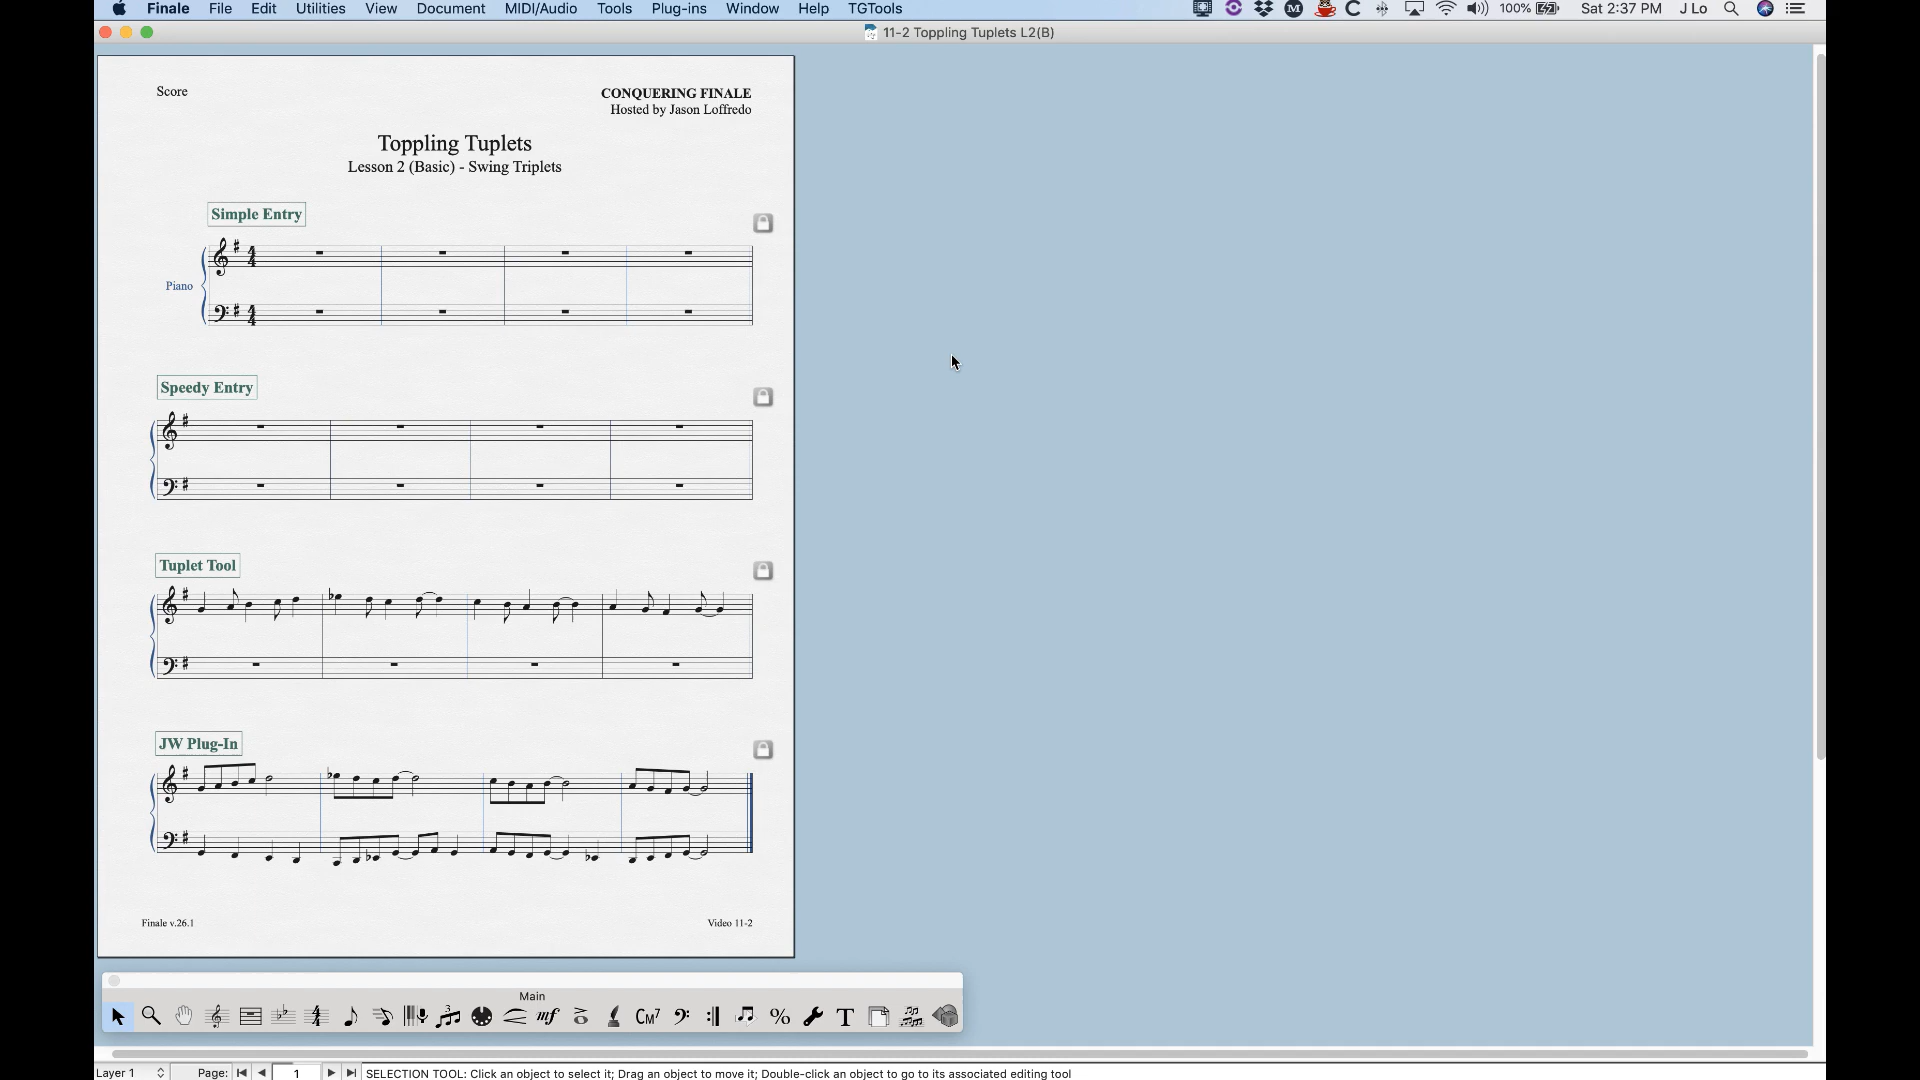 Finale File Edit Utilities View Document MIDI/Audio Tools Plug-ins Window Help TGTools 100% Sat 2:37 PM J Lo
11-2 Toppling Tuplets L2(B)
Score
CONQUERING FINALE
Hosted by Jason Loffredo
Toppling Tuplets
Lesson 2 (Basic) - Swing Triplets
Simple Entry
Piano
Speedy Entry
Tuplet Tool
JW Plug-In
Finale v.26.1
Video 11-2
Main
mf CM7 % T
Layer 1 Page: 1 SELECTION TOOL: Click an object to select it; Drag an object to move it; Double-click an object to go to its associated editing tool